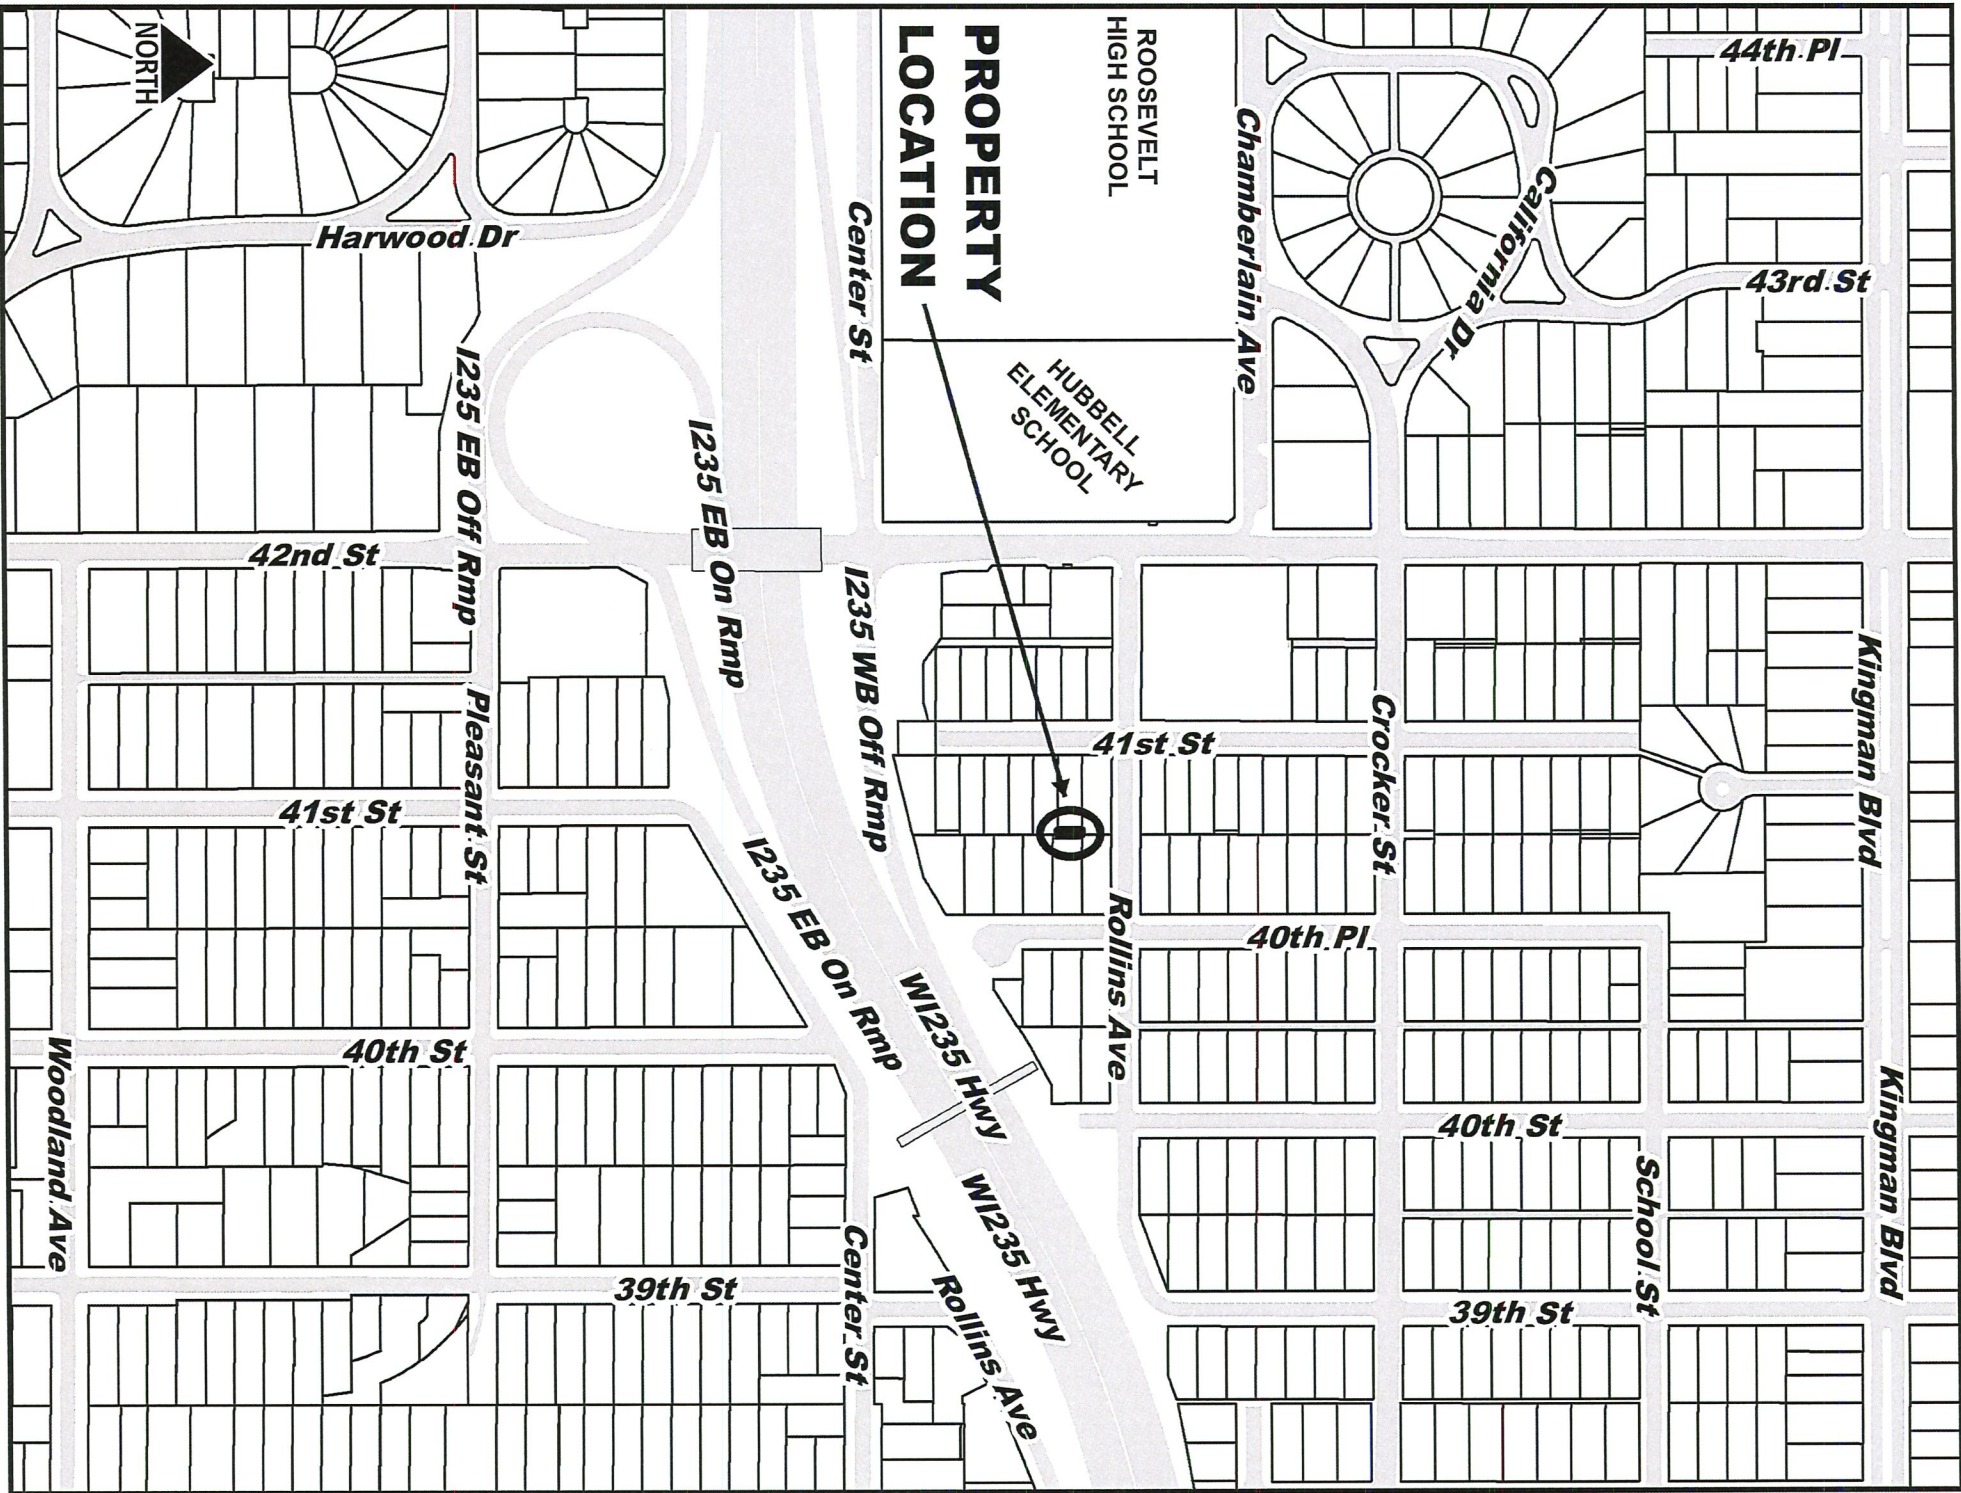 NORTH
ROOSEVELT
HIGH SCHOOL
PROPERTY
LOCATION
44th Pl
Chamberlain Ave
California Dr
Center St
Harwood Dr
43rd St
HUBBELL
ELEMENTARY
SCHOOL
I235 EB Off Rmp
I235 EB On Rmp
42nd St
I235 WB Off Rmp
Kingman Blvd
Pleasant St
Crocker St
41st St
41st St
I235 EB On Rmp
Rollins Ave
40th Pl
WI235 Hwy
40th St
Woodland Ave
Kingman Blvd
40th St
School St
WI235 Hwy
Center St
39th St
Rollins Ave
39th St